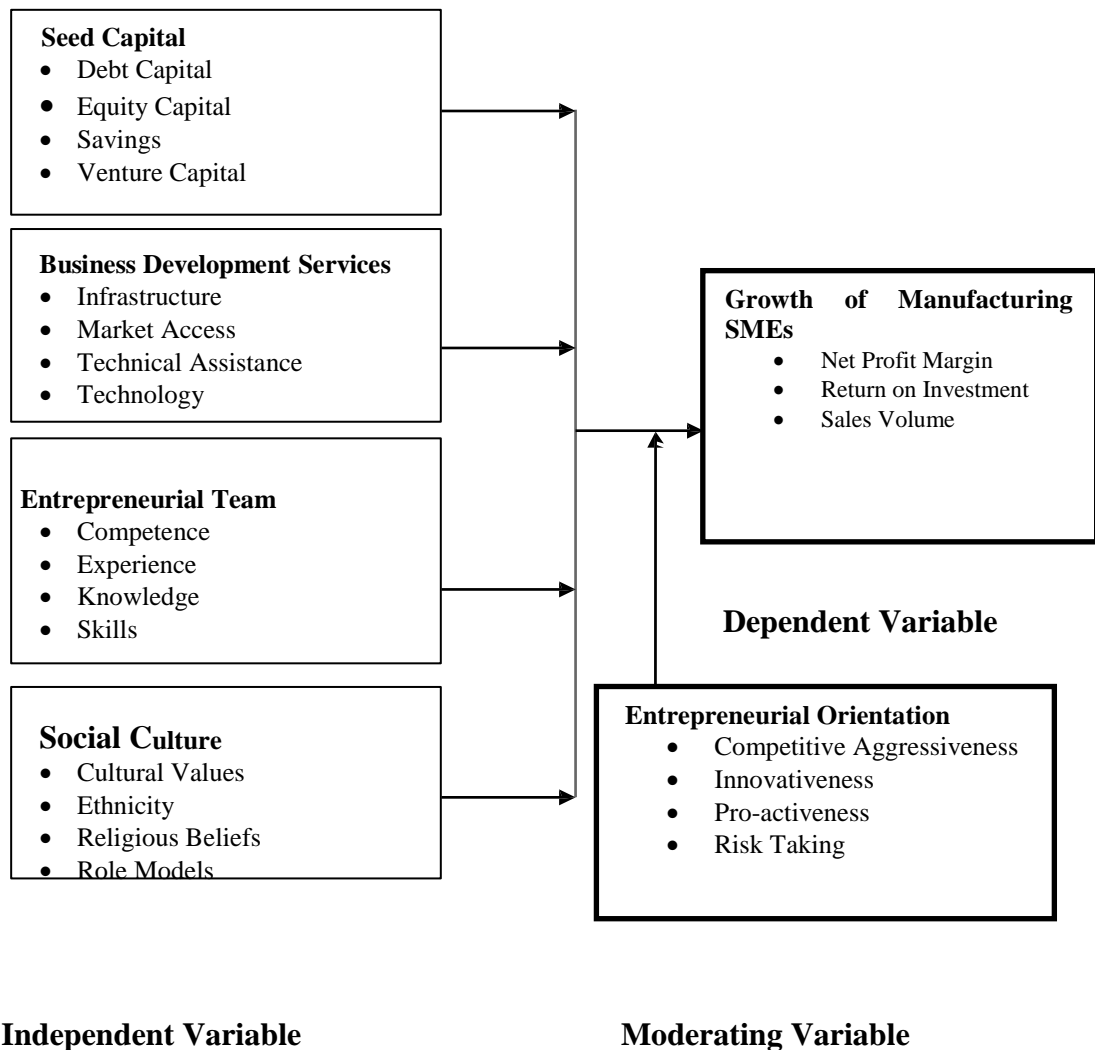 Seed Capital
• Debt Capital
• Equity Capital
• Savings
• Venture Capital
Business Development Services
• Infrastructure
• Market Access
• Technical Assistance
• Technology
Entrepreneurial Team
• Competence
• Experience
• Knowledge
• Skills
Social Culture
• Cultural Values
• Ethnicity
• Religious Beliefs
• Role Models
Growth of Manufacturing
SMEs
• Net Profit Margin
• Return on Investment
• Sales Volume
Dependent Variable
Entrepreneurial Orientation
• Competitive Aggressiveness
• Innovativeness
• Pro-activeness
• Risk Taking
Independent Variable
Moderating Variable